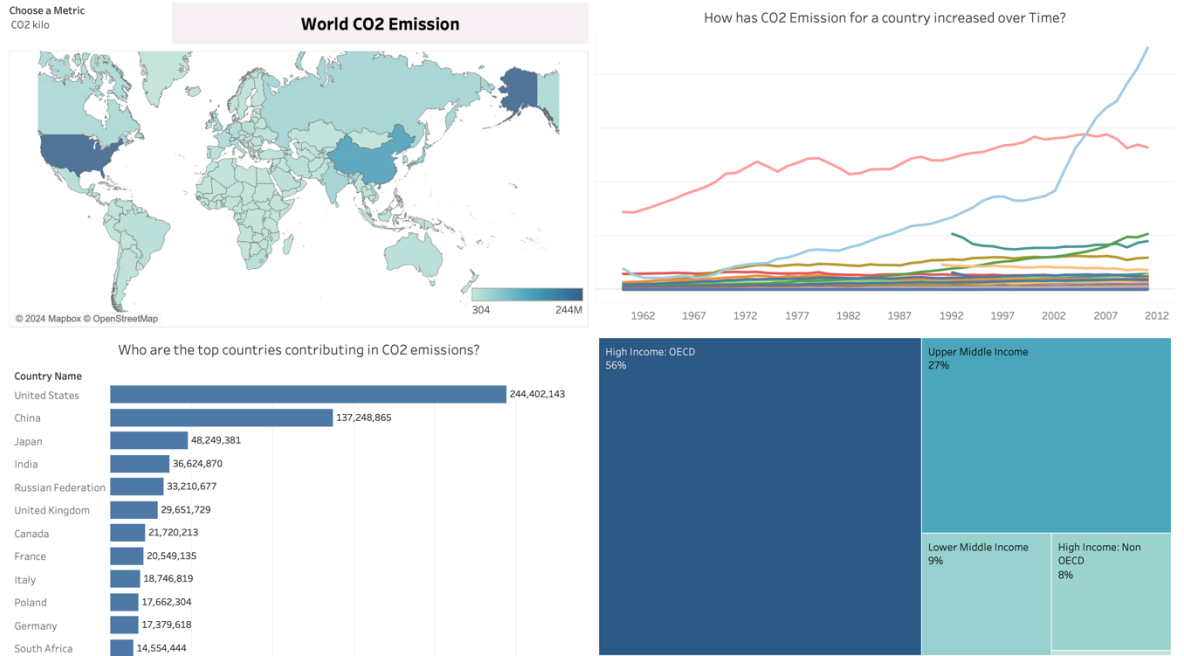 Choose a Metric
CO2 kilo
World CO2 Emission
304
244M
© 2024 Mapbox © OpenStreetMap
How has CO2 Emission for a country increased over Time?
1962 1967 1972 1977 1982 1987 1992 1997 2002 2007 2012
Who are the top countries contributing in CO2 emissions?
Country Name
United States 244,402,143
China 137,248,865
Japan 48,249,381
India 36,624,870
Russian Federation 33,210,677
United Kingdom 29,651,729
Canada 21,720,213
France 20,549,135
Italy 18,746,819
Poland 17,662,304
Germany 17,379,618
South Africa 14,554,444
High Income: OECD
56%
Upper Middle Income
27%
Lower Middle Income
9%
High Income: Non
OECD
8%